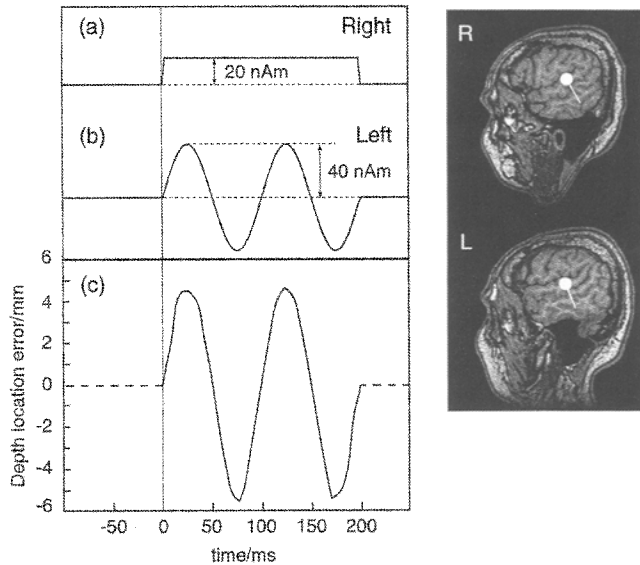 (a) Right
20 nAm
(b) Left
40 nAm
6
(c)
4
2
0
-2
-4
-6
Depth location error/mm
-50 0 50 100 150 200
time/ms
R
L